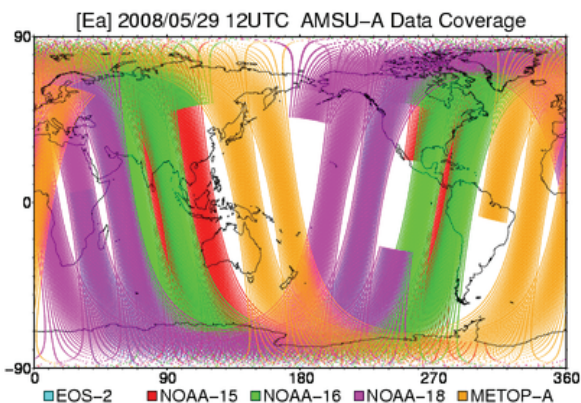 [Ea] 2008/05/29 12UTC AMSU-A Data Coverage
90
0
-90
0 90 180 270 360
EOS-2 NOAA-15 NOAA-16 NOAA-18 METOP-A